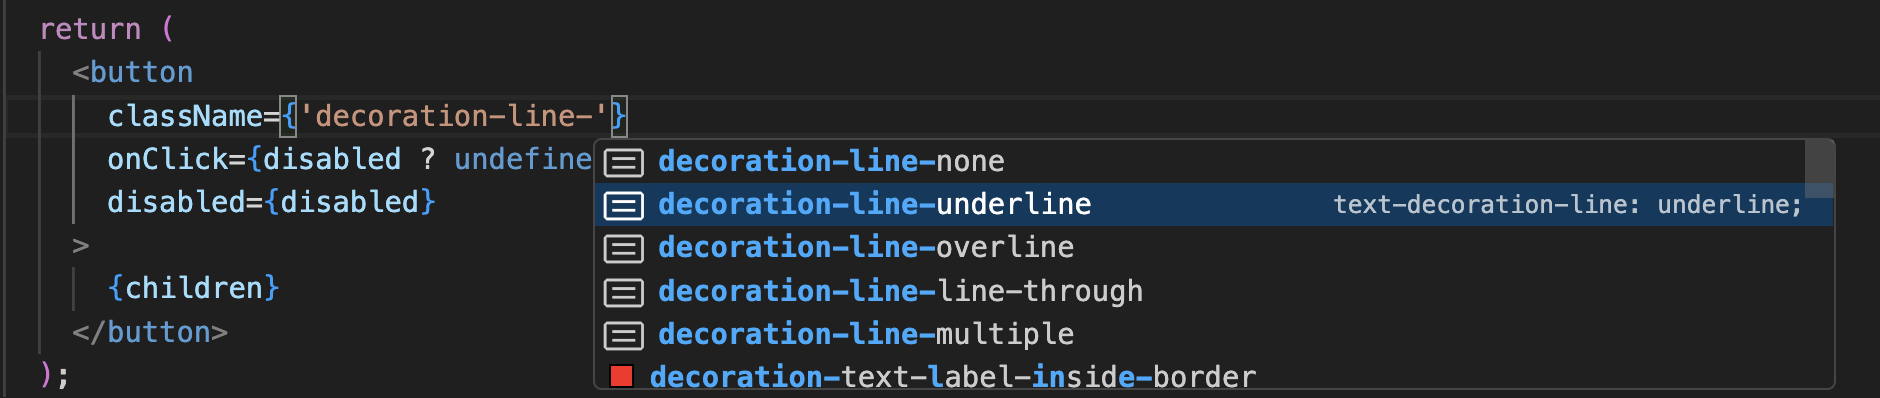 return (
<button
className={'decoration-line-'}
onClick={disabled ? undefine
disabled={disabled}
>
{children}
</button>
);
decoration-line-none
decoration-line-underline text-decoration-line: underline;
decoration-line-overline
decoration-line-line-through
decoration-line-multiple
decoration-text-label-inside-border